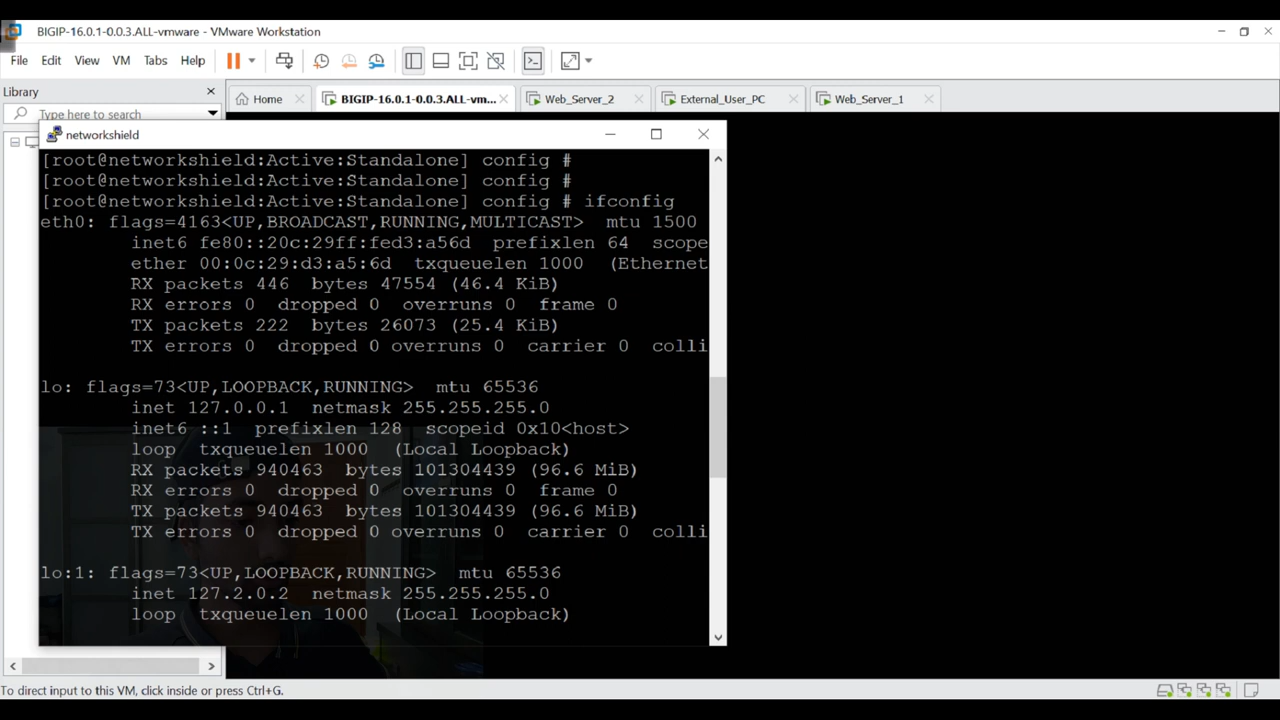 BIGIP-16.0.1-0.0.3.ALL-vmware - VMware Workstation
File Edit View VM Tabs Help
Library
Type here to search
Home
BIGIP-16.0.1-0.0.3.ALL-vm...
Web_Server_2
External_User_PC
Web_Server_1
networkshield
[root@networkshield:Active:Standalone] config #
[root@networkshield:Active:Standalone] config #
[root@networkshield:Active:Standalone] config # ifconfig
eth0: flags=4163<UP,BROADCAST,RUNNING,MULTICAST> mtu 1500
inet6 fe80::20c:29ff:fed3:a56d prefixlen 64 scope
ether 00:0c:29:d3:a5:6d txqueuelen 1000 (Ethernet
RX packets 446 bytes 47554 (46.4 KiB)
RX errors 0 dropped 0 overruns 0 frame 0
TX packets 222 bytes 26073 (25.4 KiB)
TX errors 0 dropped 0 overruns 0 carrier 0 colli
lo: flags=73<UP,LOOPBACK,RUNNING> mtu 65536
inet 127.0.0.1 netmask 255.255.255.0
inet6 ::1 prefixlen 128 scopeid 0x10<host>
loop txqueuelen 1000 (Local Loopback)
RX packets 940463 bytes 101304439 (96.6 MiB)
RX errors 0 dropped 0 overruns 0 frame 0
TX packets 940463 bytes 101304439 (96.6 MiB)
TX errors 0 dropped 0 overruns 0 carrier 0 colli
lo:1: flags=73<UP,LOOPBACK,RUNNING> mtu 65536
inet 127.2.0.2 netmask 255.255.255.0
loop txqueuelen 1000 (Local Loopback)
To direct input to this VM, click inside or press Ctrl+G.